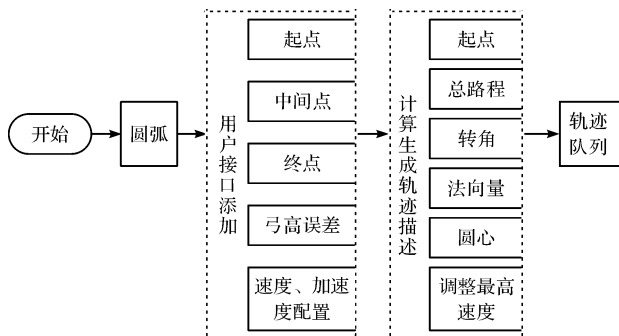 开始
圆弧
用户接口添加
起点
中间点
终点
弓高误差
速度、加速
度配置
计算生成轨迹描述
起点
总路程
转角
法向量
圆心
调整最高
速度
轨迹
队列